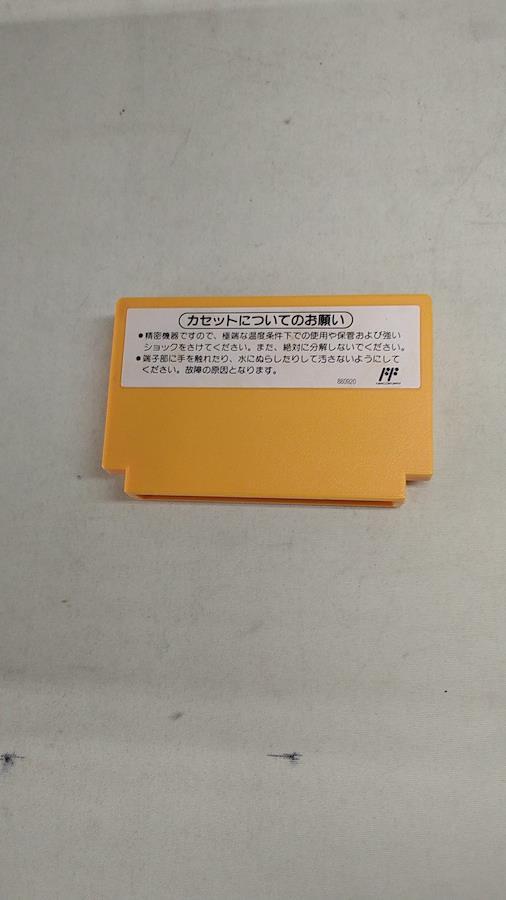 カセットについてのお願い
●精密機器ですので、極端な温度条件下での使用や保管および強い
ショックをさけてください。また、絶対に分解しないでください。
●端子部に手を触れたり、水にぬらしたりして汚さないようにして
ください。故障の原因となります。
860920